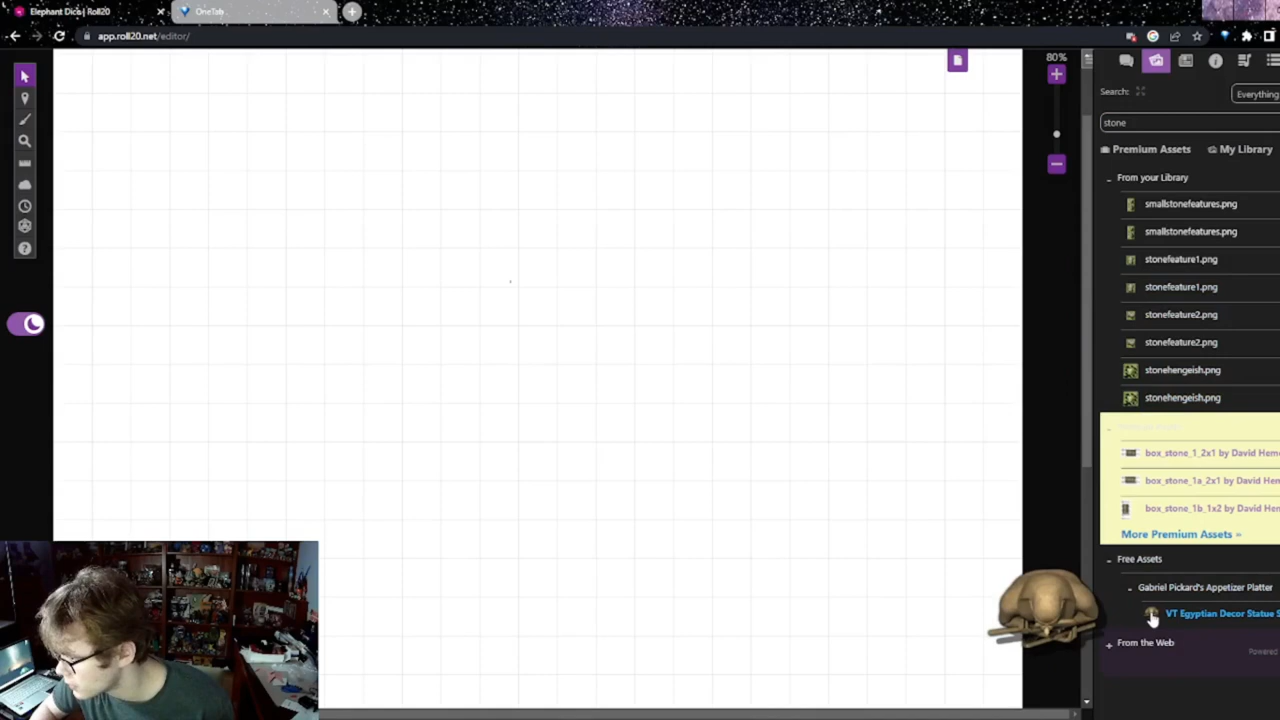 Elephant Dice | Roll20
OneTab
app.roll20.net/editor/
80%
Search:
Everything
stone
Premium Assets
My Library
From your Library
smallstonefeatures.png
smallstonefeatures.png
stonefeature1.png
stonefeature1.png
stonefeature2.png
stonefeature2.png
stonehengeish.png
stonehengeish.png
box_stone_1_2x1 by David Hem
box_stone_1a_2x1 by David Hem
box_stone_1b_1x2 by David Hem
More Premium Assets »
Free Assets
Gabriel Pickard's Appetizer Platter
VT Egyptian Decor Statue S
From the Web
Powered